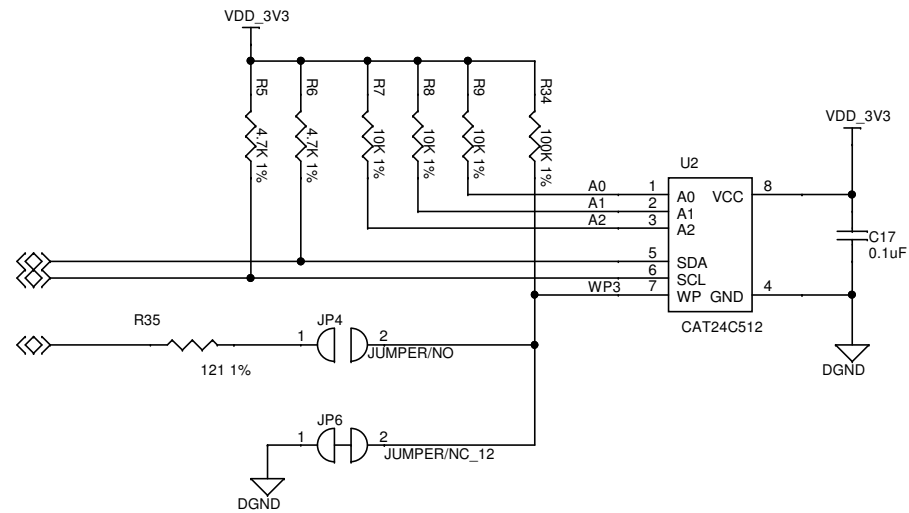 VDD_3V3
R5
4.7K 1%
R6
4.7K 1%
R7
10K 1%
R8
10K 1%
R9
10K 1%
R34
100K 1%
VDD_3V3
U2
A0 1 A0 VCC 8
A1 2 A1
A2 3 A2
C17
0.1uF
5 SDA
6 SCL
WP3 7 WP GND 4
CAT24C512
R35
121 1%
JP4
1 2
JUMPER/NO
DGND
JP6
1 2
JUMPER/NC_12
DGND